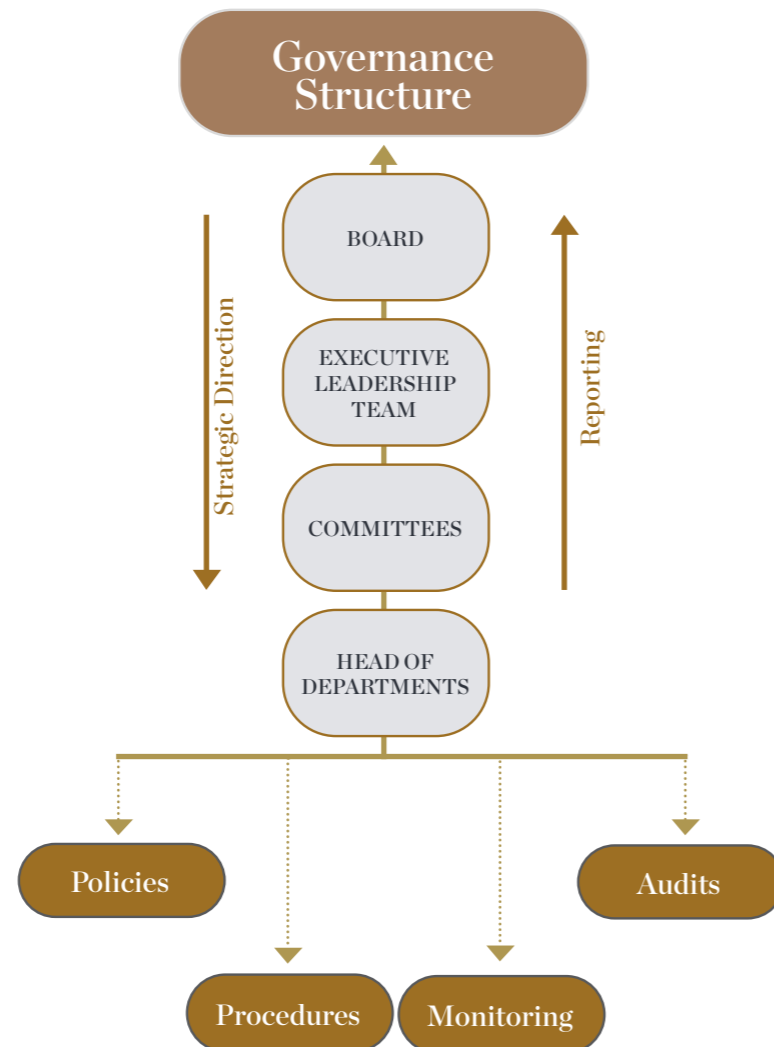 Governance
Structure
BOARD
Strategic Direction
EXECUTIVE
LEADERSHIP
TEAM
Reporting
COMMITTEES
HEAD OF
DEPARTMENTS
Policies
Audits
Procedures
Monitoring